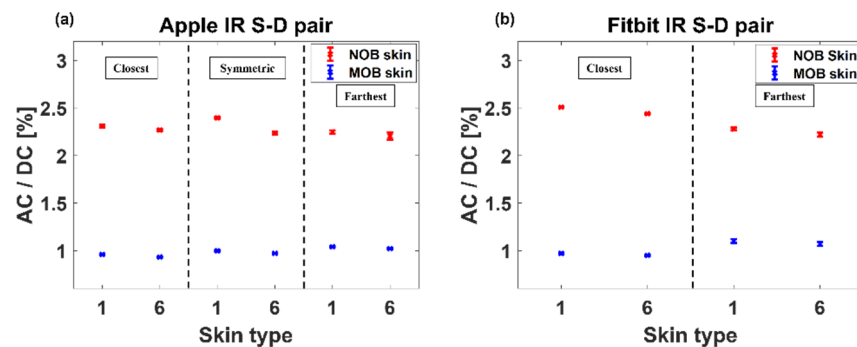 (a)
Apple IR S-D pair
NOB skin
MOB skin
Closest
Symmetric
Farthest
3
2.5
2
1.5
1
AC / DC [%]
1 6 1 6 1 6
Skin type
(b)
Fitbit IR S-D pair
NOB Skin
MOB skin
Closest
Farthest
3
2.5
2
1.5
1
AC / DC [%]
1 6 1 6
Skin type